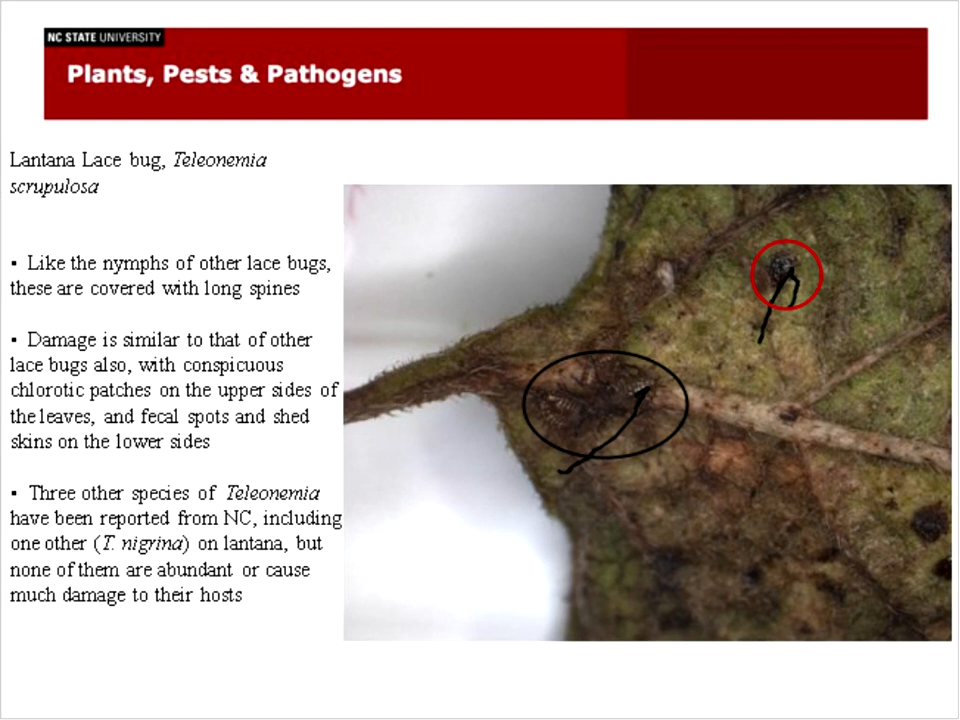 NC STATE UNIVERSITY
Plants, Pests & Pathogens
Lantana Lace bug, Teleonemia
scrupulosa
• Like the nymphs of other lace bugs,
these are covered with long spines
• Damage is similar to that of other
lace bugs also, with conspicuous
chlorotic patches on the upper sides of
the leaves, and fecal spots and shed
skins on the lower sides
• Three other species of Teleonemia
have been reported from NC, including
one other (T. nigrina) on lantana, but
none of them are abundant or cause
much damage to their hosts